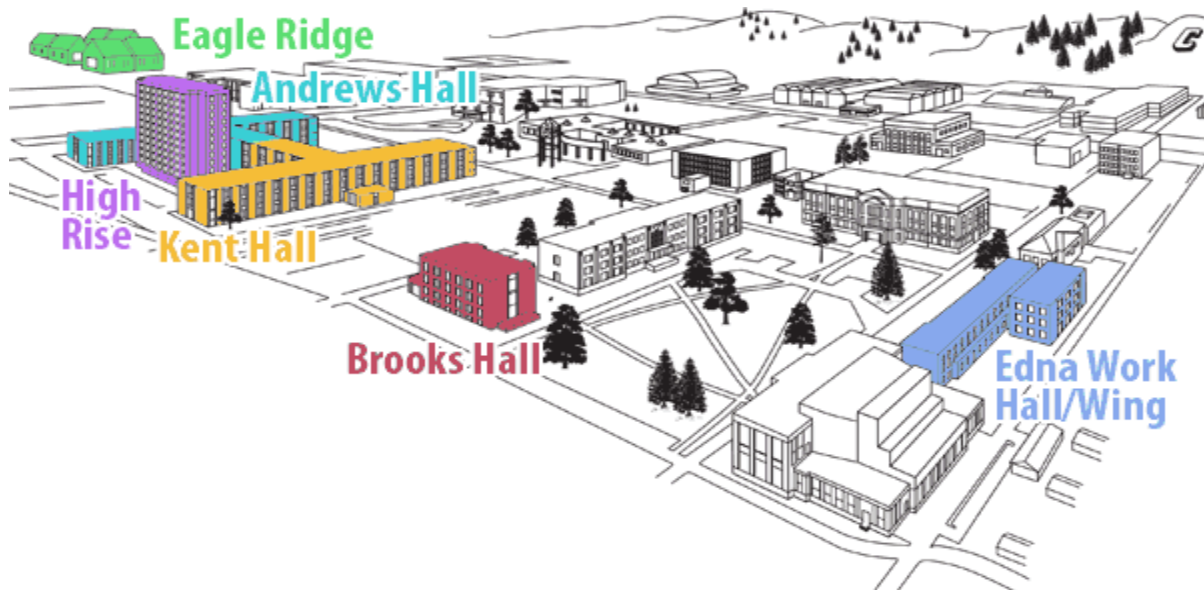 Eagle Ridge
Andrews Hall
High
Rise
Kent Hall
Brooks Hall
Edna Work
Hall/Wing
C